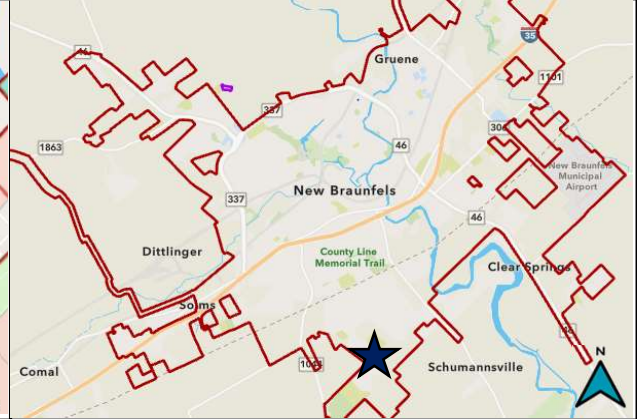 46
Gruene
35
1101
337
1863
306
46
New Braunfels
Municipal
Airport
New Braunfels
337
46
Dittlinger
County Line
Memorial Trail
Clear Springs
Solms
46
N
Comal
Schumannsville